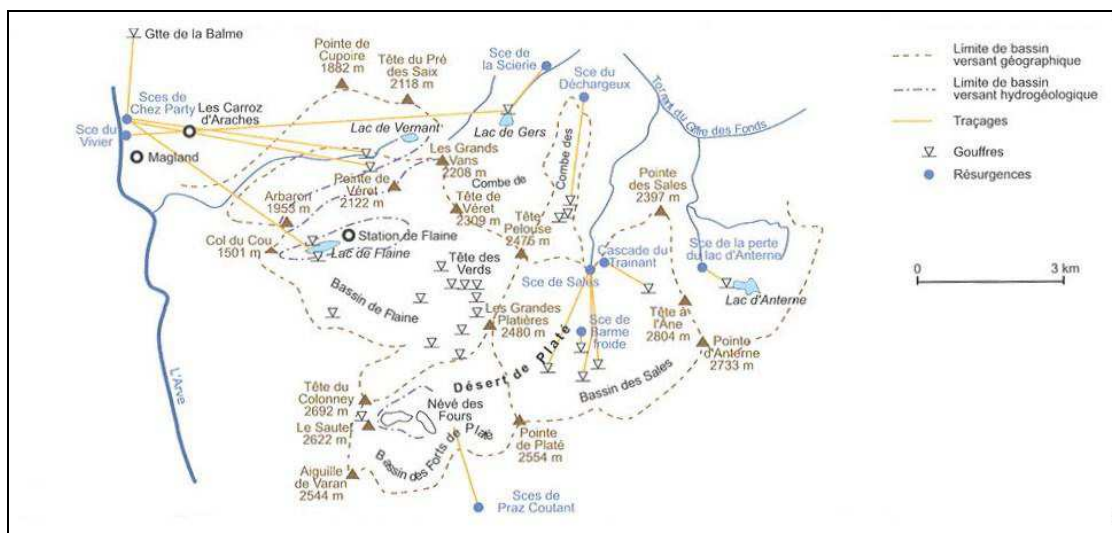 Gtte de la Balme
Pointe de
Cupoire
1882 m
Tête du Pré
des Saix
2118 m
Sce de
la Scierie
Sce du
Déchargeux
Torrent du Giffre des Fonds
Limite de bassin
versant géographique
Limite de bassin
versant hydrogéologique
Traçages
Gouffres
Résurgences
0
3 km
Sces de
Chez Party
Les Carroz
d'Araches
Sce du
Vivier
Magland
Lac de Vernant
Lac de Gers
Les Grands
Vans
2208 m
Combe de
Combe des
Pointe de
Véret
2122 m
Tête de
Véret
2309 m
Pointe
des Sales
2397 m
Arbaron
1953 m
Col du Cou
1501 m
Station de Flaine
Lac de Flaine
Tête
Pelouse
2475 m
Tête des
Verds
Sce de Sales
Cascade du
Trainant
Sce de la perte
du lac d'Anterne
Lac d'Anterne
Bassin de Flaine
Les Grandes
Platières
2480 m
Sce de
Barme
froide
Tête à
l'Âne
2804 m
Pointe
d'Anterne
2733 m
L'Arve
Désert de Platé
Bassin des Sales
Tête du
Colonney
2692 m
Le Sautet
2622 m
Névé des
Fours
Bassin des Forts de Platé
Pointe
de Platé
2554 m
Aiguille
de Varan
2544 m
Sces de
Praz Coutant